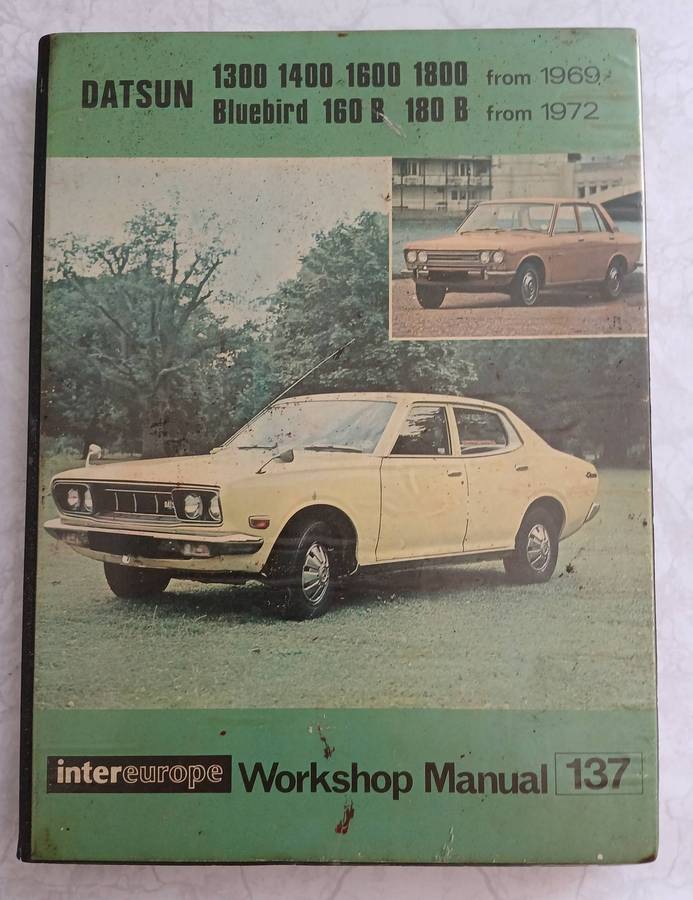 DATSUN 1300 1400 1600 1800 from 1969
Bluebird 160 B 180 B from 1972
intereurope Workshop Manual 137